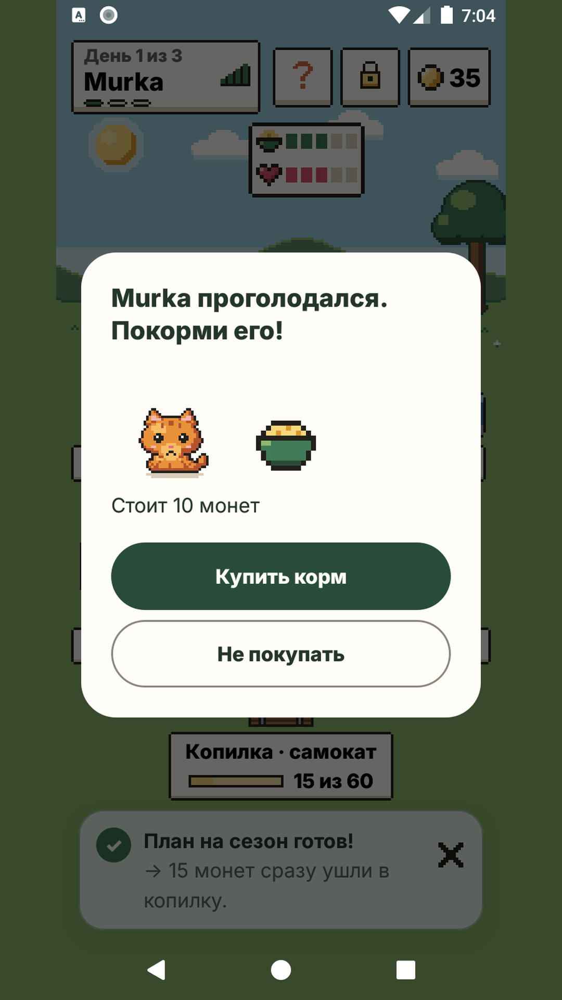 7:04
День 1 из 3
Murka
?
35
Murka проголодался.
Покорми его!
Стоит 10 монет
Купить корм
Не покупать
Копилка · самокат
15 из 60
План на сезон готов!
→ 15 монет сразу ушли в
копилку.